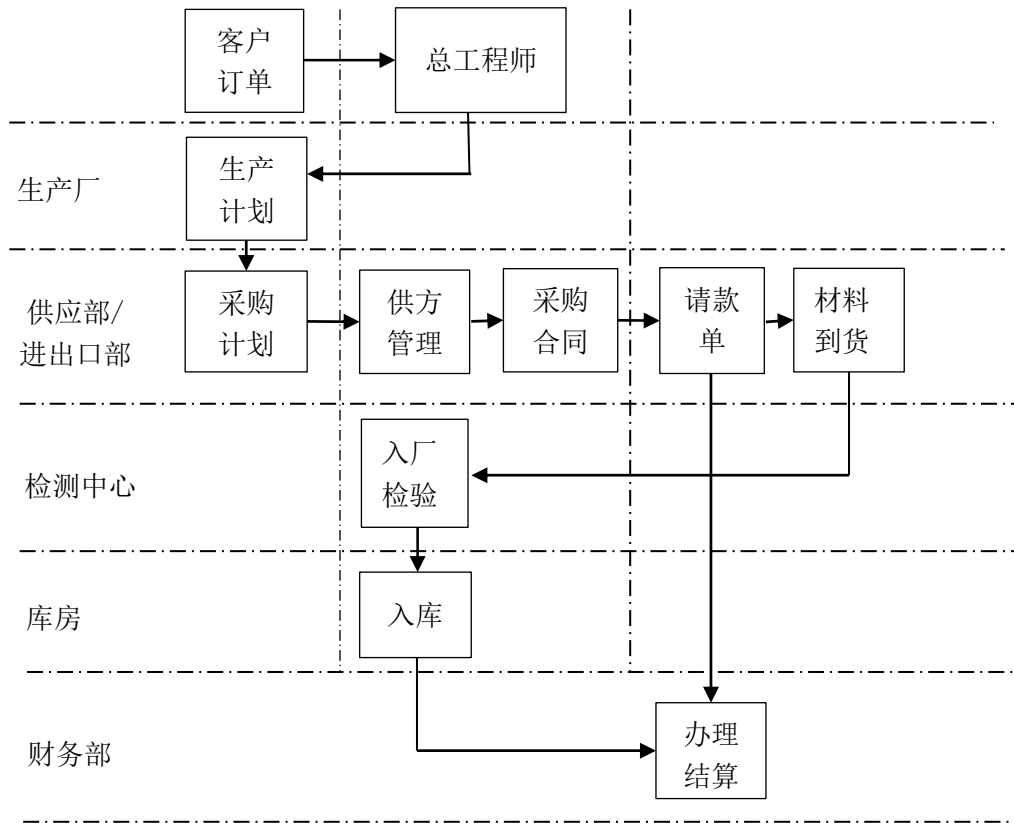 客户
订单
总工程师
生产厂
生产
计划
供应部/
进出口部
采购
计划
供方
管理
采购
合同
请款
单
材料
到货
检测中心
入厂
检验
库房
入库
财务部
办理
结算